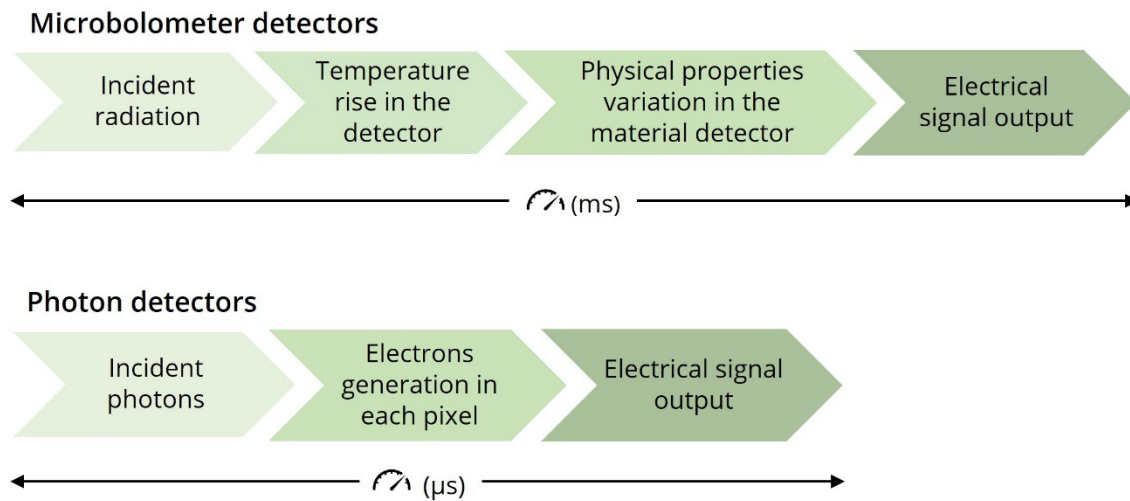 Microbolometer detectors
Incident
radiation
Temperature
rise in the
detector
Physical properties
variation in the
material detector
Electrical
signal output
(ms)
Photon detectors
Incident
photons
Electrons
generation in
each pixel
Electrical signal
output
(μs)